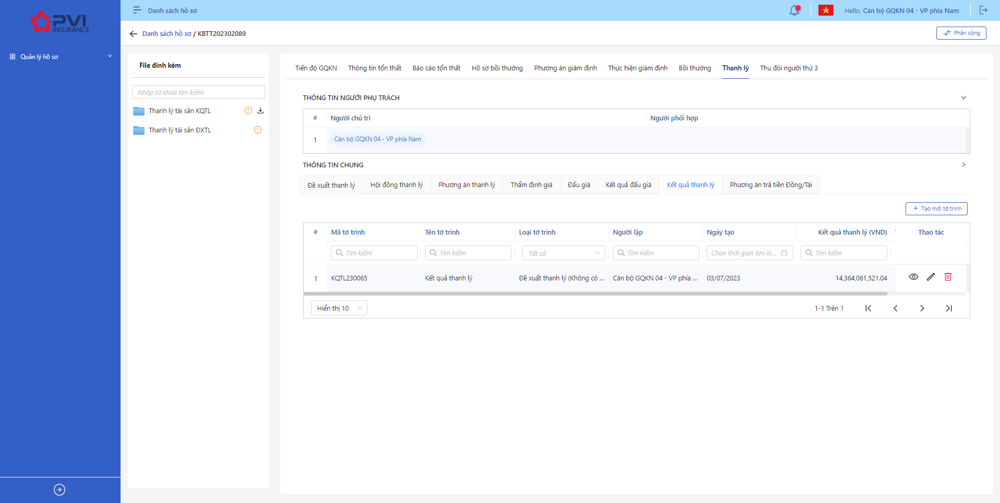 PVI
INSURANCE
Quản lý hồ sơ
Danh sách hồ sơ
Hello, Cán bộ GQKN 04 - VP phía Nam
Danh sách hồ sơ / KBTT202302089
Phân công
File đính kèm
Nhập từ khoá tìm kiếm
Thanh lý tài sản KQTL
Thanh lý tài sản ĐXTL
Tiến độ GQKN
Thông tin tổn thất
Báo cáo tổn thất
Hồ sơ bồi thường
Phương án giám định
Thực hiện giám định
Bồi thường
Thanh lý
Thu đòi người thứ 3
THÔNG TIN NGƯỜI PHỤ TRÁCH
# Người chủ trì Người phối hợp
1 Cán bộ GQKN 04 - VP phía Nam
THÔNG TIN CHUNG
Đề xuất thanh lý
Hội đồng thanh lý
Phương án thanh lý
Thẩm định giá
Đấu giá
Kết quả đấu giá
Kết quả thanh lý
Phương án trả tiền Đồng/Tái
+ Tạo mới tờ trình
# Mã tờ trình Tên tờ trình Loại tờ trình Người lập Ngày tạo Kết quả thanh lý (VND) Thao tác
Tìm kiếm Tìm kiếm Tất cả Tìm kiếm Chọn thời gian tìm ki... Tìm kiếm
1 KQTL230065 Kết quả thanh lý Đề xuất thanh lý (Không có ... Cán bộ GQKN 04 - VP phía ... 03/07/2023 14,364,061,521.04
Hiển thị 10
1-1 Trên 1